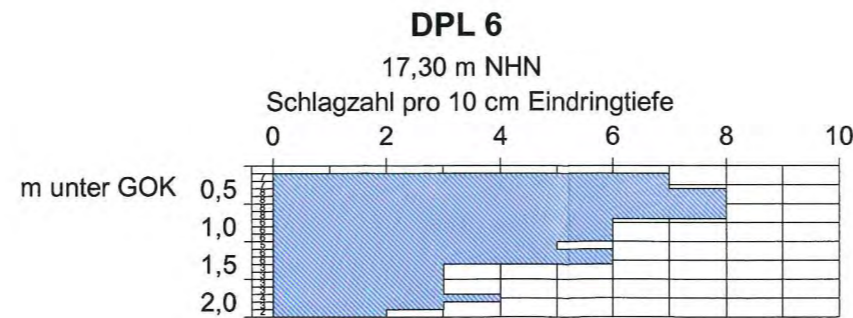 DPL 6
17,30 m NHN
Schlagzahl pro 10 cm Eindringtiefe
0 2 4 6 8 10
m unter GOK 0,5
1,0
1,5
2,0